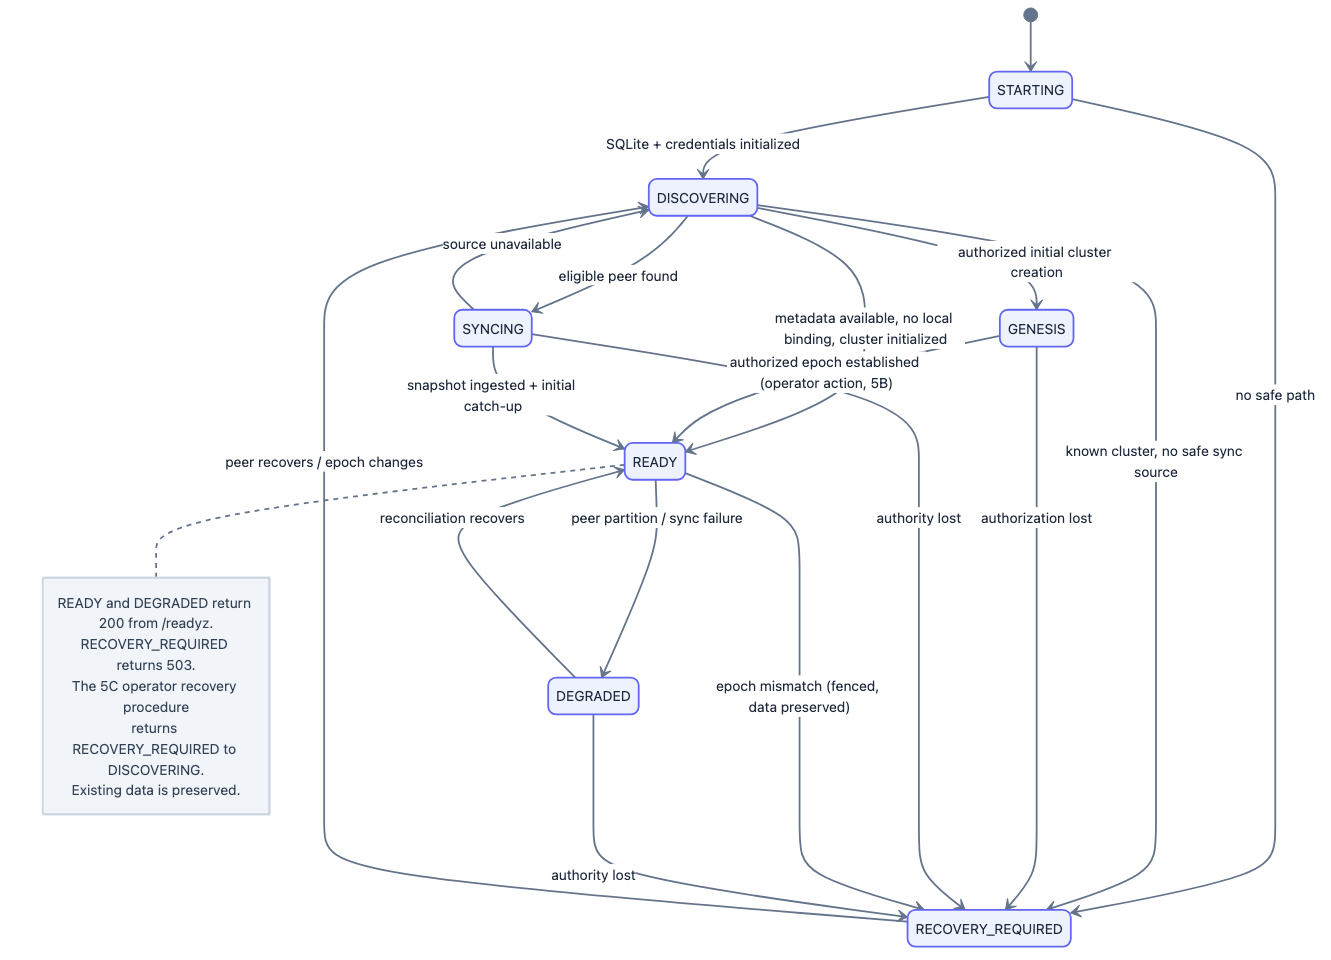 STARTING
SQLite + credentials initialized
DISCOVERING
source unavailable
authorized initial cluster
creation
eligible peer found
metadata available, no local
binding, cluster initialized
SYNCING
GENESIS
authorized epoch established
(operator action, 5B)
snapshot ingested + initial
catch-up
no safe path
READY
peer recovers / epoch changes
known cluster, no safe sync
source
reconciliation recovers
peer partition / sync failure
authority lost
authorization lost
READY and DEGRADED return
200 from /readyz.
RECOVERY_REQUIRED
returns 503.
The 5C operator recovery
procedure
returns
RECOVERY_REQUIRED to
DISCOVERING.
Existing data is preserved.
DEGRADED
epoch mismatch (fenced,
data preserved)
authority lost
RECOVERY_REQUIRED